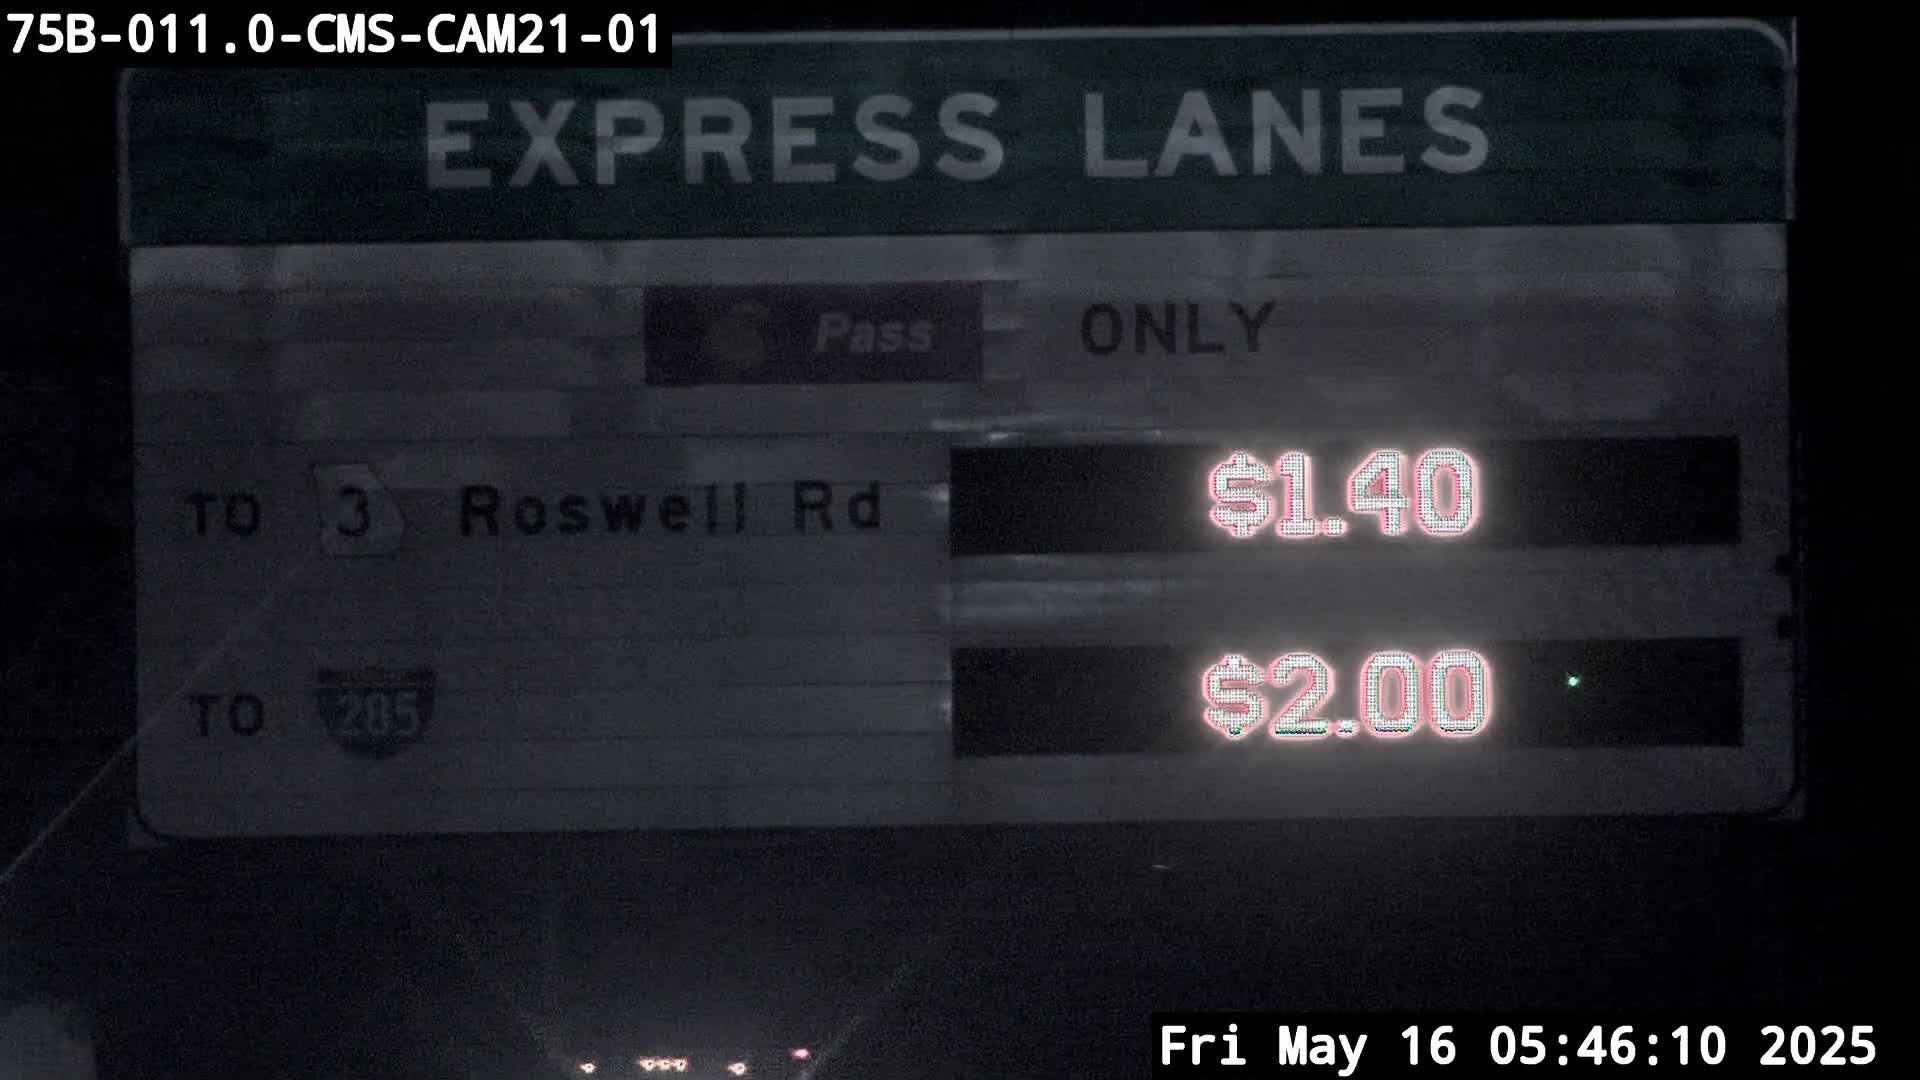 75B-011.0-CMS-CAM21-01
EXPRESS LANES
Pass ONLY
TO 3 Roswell Rd $1.40
TO 285 $2.00
Fri May 16 05:46:10 2025